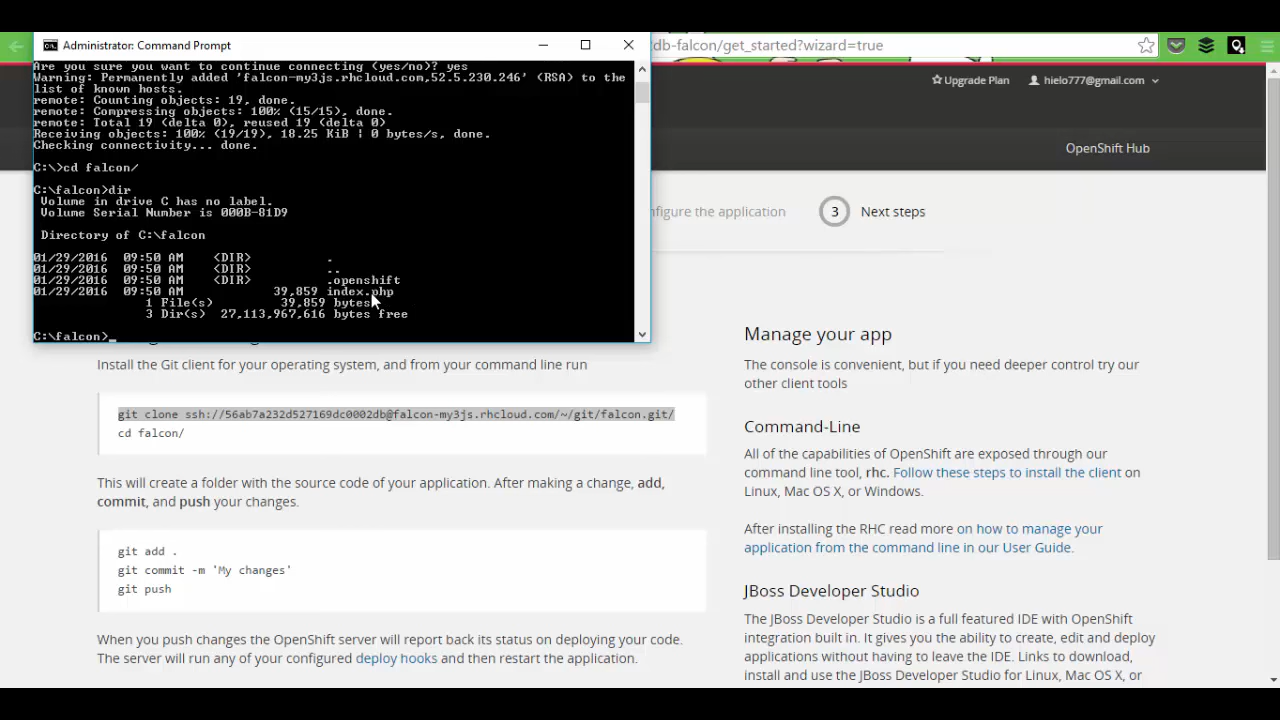 Administrator: Command Prompt
db-falcon/get_started?wizard=true
Are you sure you want to continue connecting (yes/no)? yes
Warning: Permanently added 'falcon-my3js.rhcloud.com,52.5.230.246' (RSA) to the
list of known hosts.
remote: Counting objects: 19, done.
remote: Compressing objects: 100% (15/15), done.
remote: Total 19 (delta 0), reused 19 (delta 0)
Receiving objects: 100% (19/19), 18.25 KiB | 0 bytes/s, done.
Checking connectivity... done.
C:\>cd falcon/
C:\falcon>dir
Volume in drive C has no label.
Volume Serial Number is 000B-81D9
Directory of C:\falcon
01/29/2016 09:50 AM <DIR> .
01/29/2016 09:50 AM <DIR> ..
01/29/2016 09:50 AM <DIR> .openshift
01/29/2016 09:50 AM 39,859 index.php
1 File(s) 39,859 bytes
3 Dir(s) 27,113,967,616 bytes free
C:\falcon>_
Upgrade Plan
hielo777@gmail.com
OpenShift Hub
figure the application
3 Next steps
Install the Git client for your operating system, and from your command line run
git clone ssh://56ab7a232d527169dc0002db@falcon-my3js.rhcloud.com/~/git/falcon.git/
cd falcon/
This will create a folder with the source code of your application. After making a change, add,
commit, and push your changes.
git add .
git commit -m 'My changes'
git push
When you push changes the OpenShift server will report back its status on deploying your code.
The server will run any of your configured deploy hooks and then restart the application.
Manage your app
The console is convenient, but if you need deeper control try our
other client tools
Command-Line
All of the capabilities of OpenShift are exposed through our
command line tool, rhc. Follow these steps to install the client on
Linux, Mac OS X, or Windows.
After installing the RHC read more on how to manage your
application from the command line in our User Guide.
JBoss Developer Studio
The JBoss Developer Studio is a full featured IDE with OpenShift
integration built in. It gives you the ability to create, edit and deploy
applications without having to leave the IDE. Links to download,
install and use the JBoss Developer Studio for Linux, Mac OS X, or